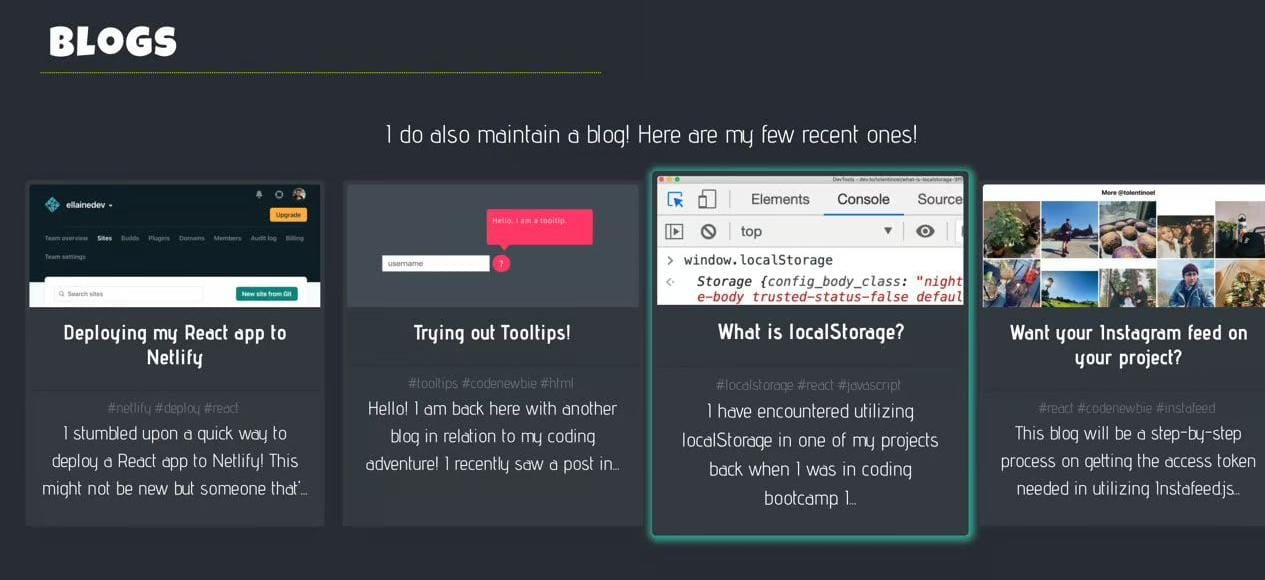 BLOGS
I do also maintain a blog! Here are my few recent ones!
ellainedev
Upgrade
Team overview Sites Builds Plugins Domains Members Audit log Billing
Team settings
Search sites
New site from Git
Deploying my React app to
Netlify
#netlify #deploy #react
I stumbled upon a quick way to
deploy a React app to Netlify! This
might not be new but someone that'...
Hello, I am a tooltip.
username
?
Trying out Tooltips!
#tooltips #codenewbie #html
Hello! I am back here with another
blog in relation to my coding
adventure! I recently saw a post in...
Elements Console Source
top
> window.localStorage
Storage {config_body_class: "night
e-body trusted-status-false defaul
What is localStorage?
#localstorage #react #javascript
I have encountered utilizing
localStorage in one of my projects
back when I was in coding
bootcamp. I...
More @tolentinoel
Want your Instagram feed on
your project?
#react #codenewbie #instafeed
This blog will be a step-by-step
process on getting the access token
needed in utilizing Instafeed.js...